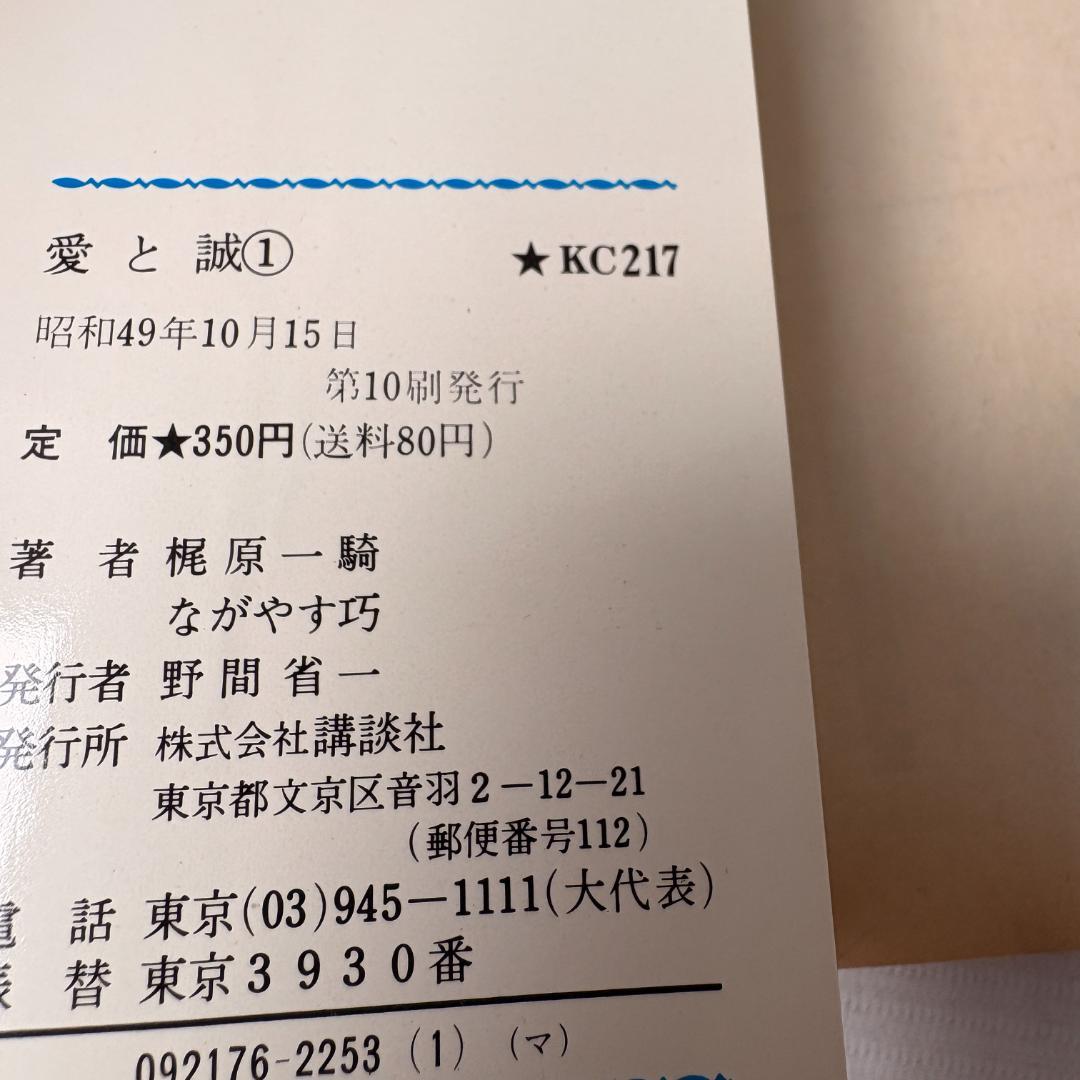 愛と誠① ★KC217
昭和49年10月15日
第10刷発行
定 価★350円(送料80円)
著 者 梶原一騎
ながやす巧
発行者 野間省一
発行所 株式会社講談社
東京都文京区音羽2-12-21
(郵便番号112)
電 話 東京(03)945-1111(大代表)
振 替 東京3930番
092176-2253 (1) (マ)